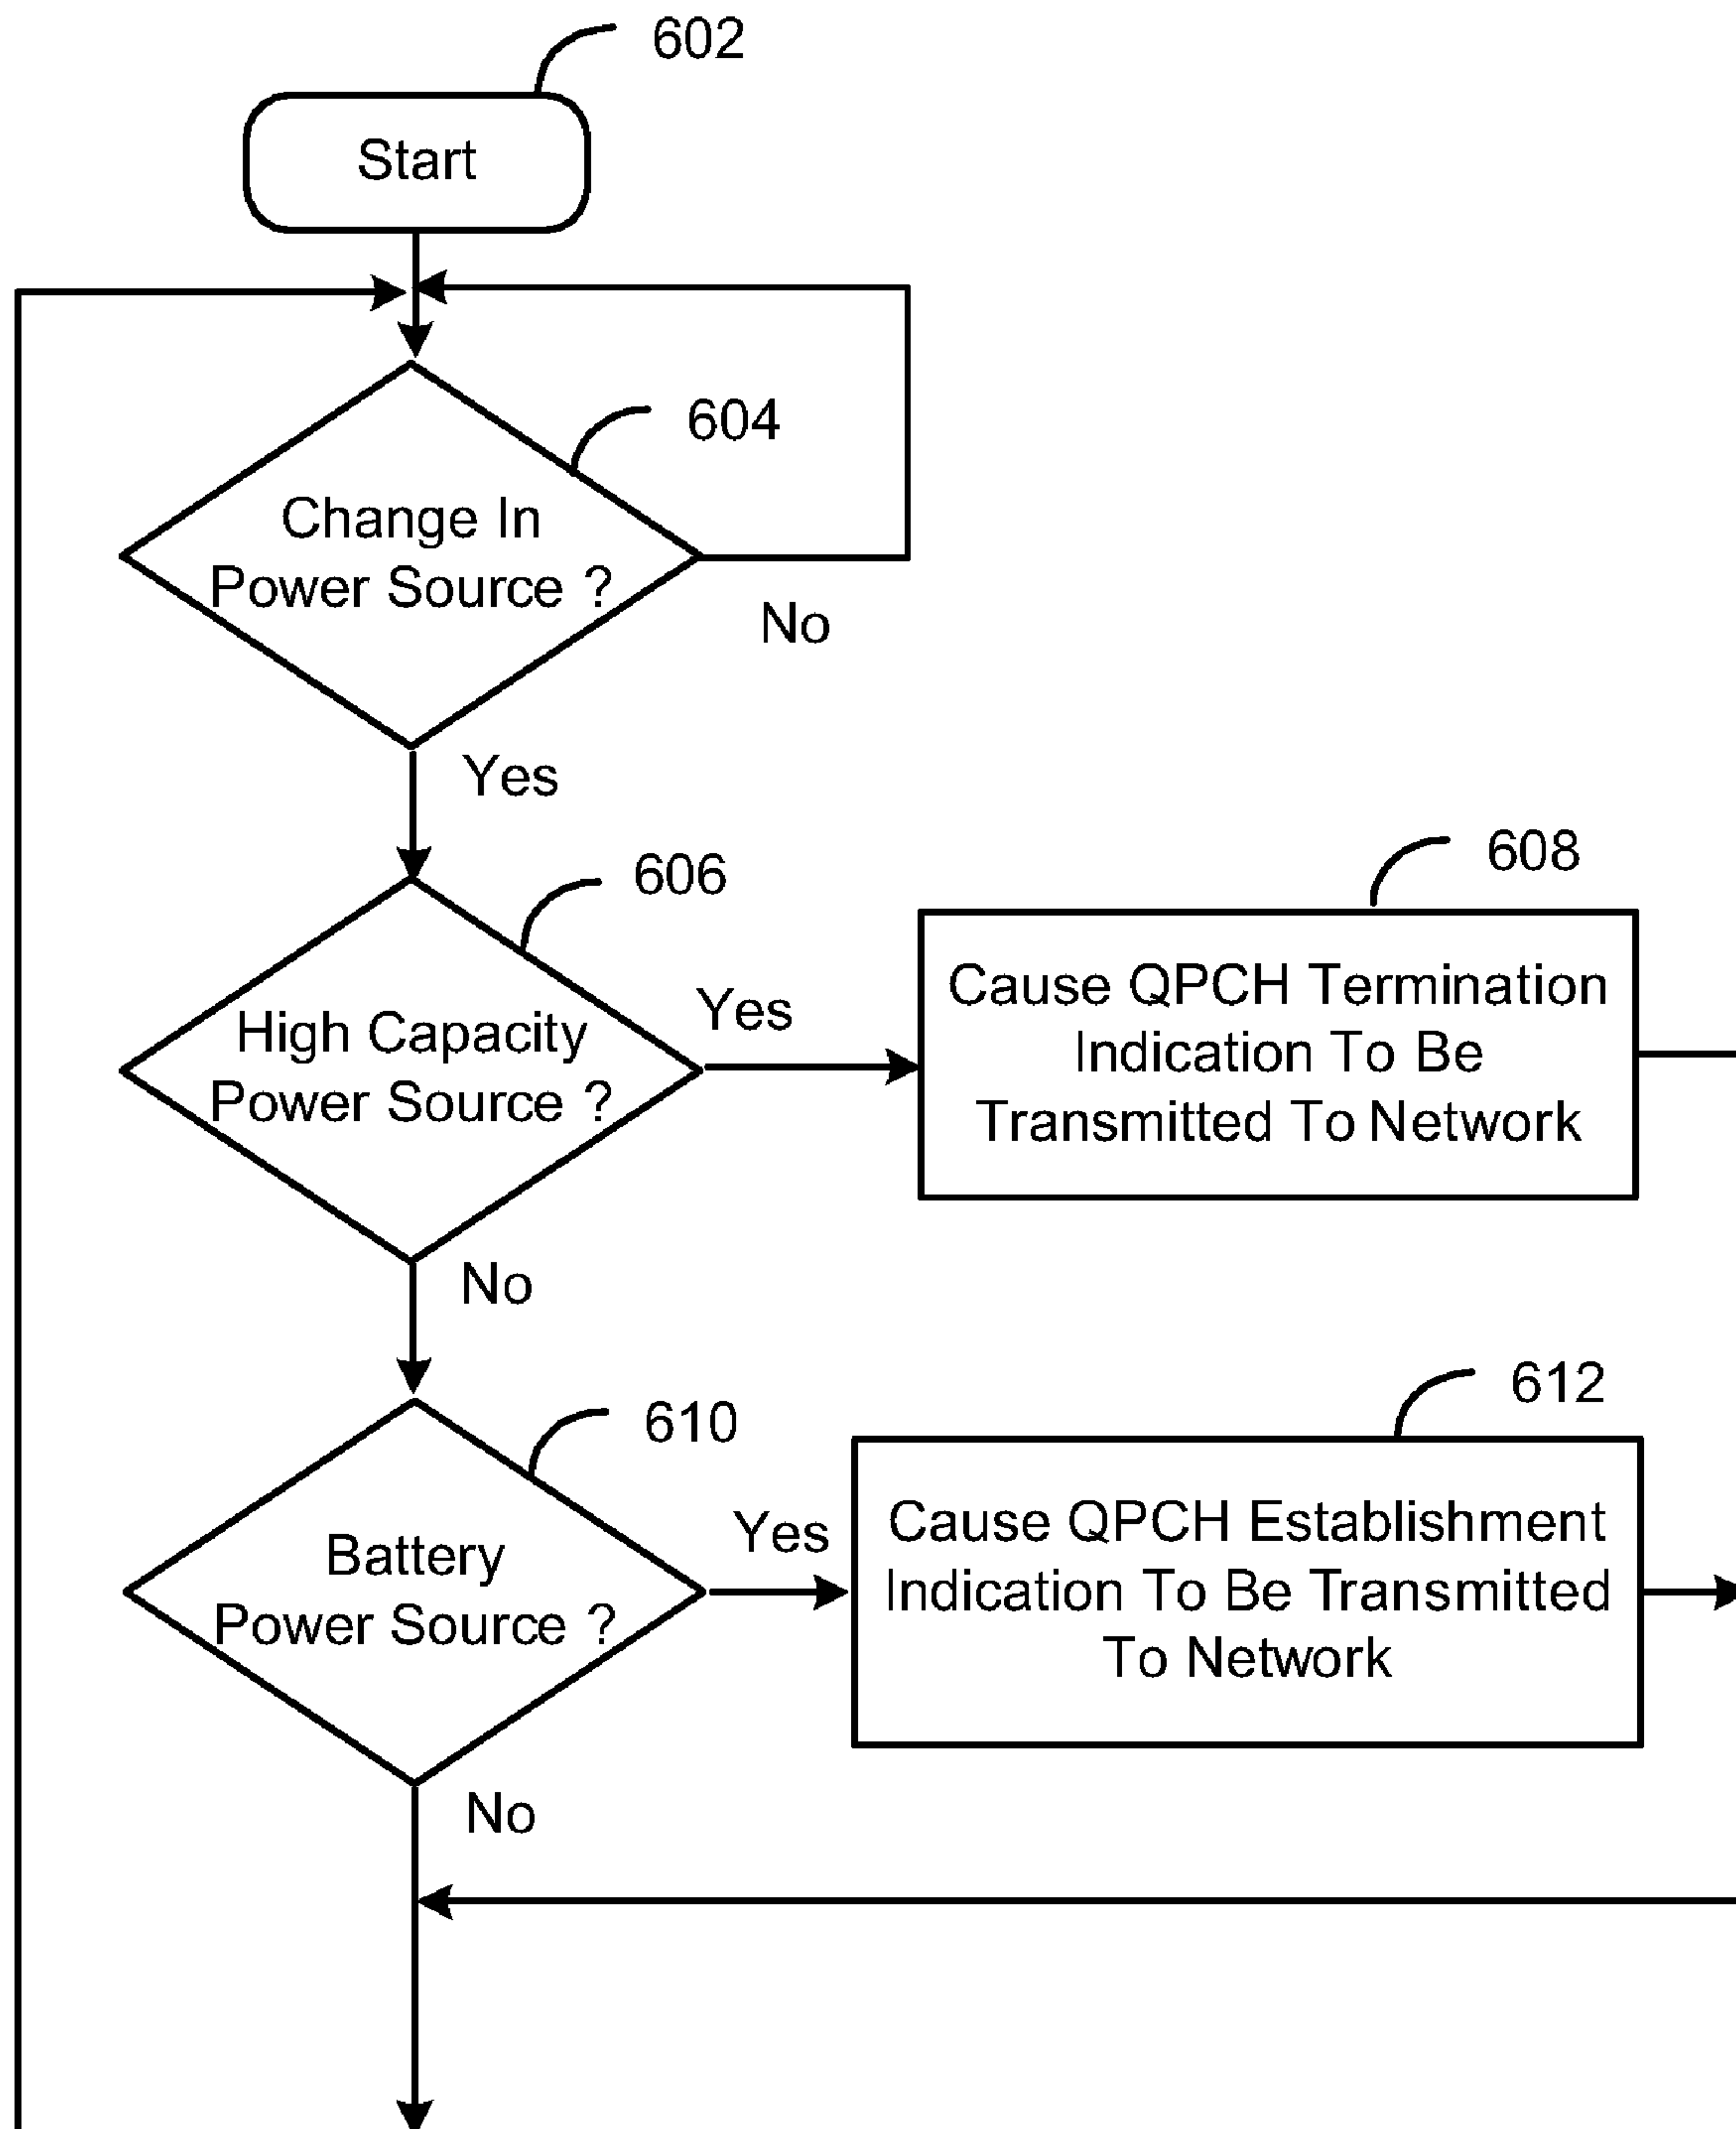 602
Start
604
Change In
Power Source ?
No
Yes
606
High Capacity
Power Source ?
Yes
608
Cause QPCH Termination
Indication To Be
Transmitted To Network
No
610
Battery
Power Source ?
Yes
612
Cause QPCH Establishment
Indication To Be Transmitted
To Network
No